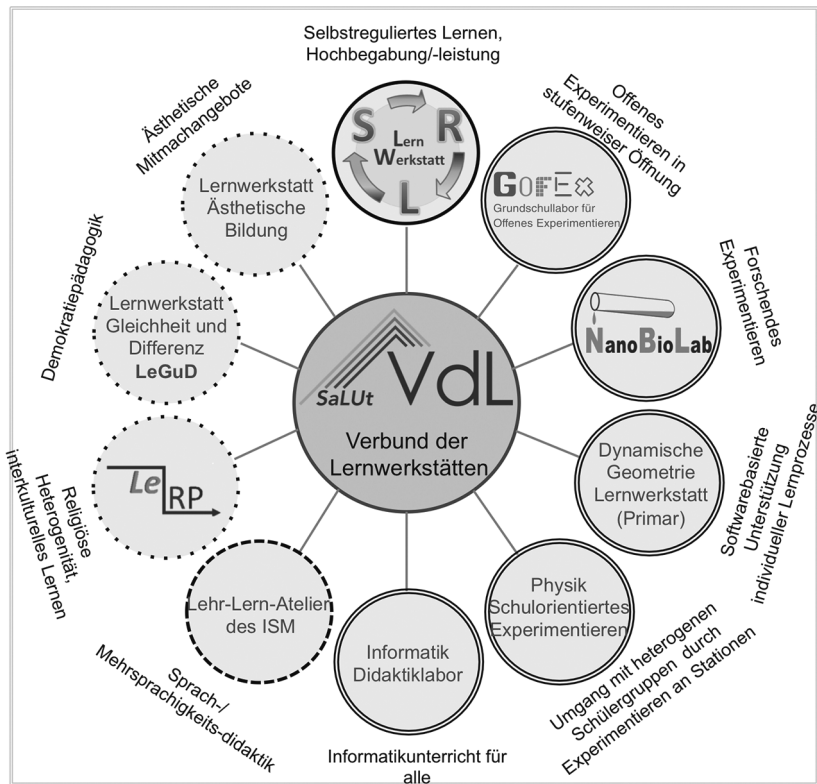 Selbstreguliertes Lernen,
Hochbegabung/-leistung
S R L
Lern
Werkstatt
Offenes
Experimentieren in
stufenweiser Öffnung
GOFEx
Grundschullabor für
Offenes Experimentieren
Forschendes
Experimentieren
NanoBioLab
Softwarebasierte
Unterstützung
individueller Lernprozesse
Dynamische
Geometrie
Lernwerkstatt
(Primar)
Umgang mit heterogenen
Schülergruppen durch
Experimentieren an Stationen
Physik
Schulorientiertes
Experimentieren
Informatik
Didaktiklabor
Informatikunterricht für
alle
Lehr-Lern-Atelier
des ISM
Sprach-/
Mehrsprachigkeits-didaktik
Le
RP
Religiöse
Heterogenität,
interkulturelles Lernen
Lernwerkstatt
Gleichheit und
Differenz
LeGuD
Demokratiepädagogik
Lernwerkstatt
Ästhetische
Bildung
Ästhetische
Mitmachangebote
SaLUt VdL
Verbund der
Lernwerkstätten